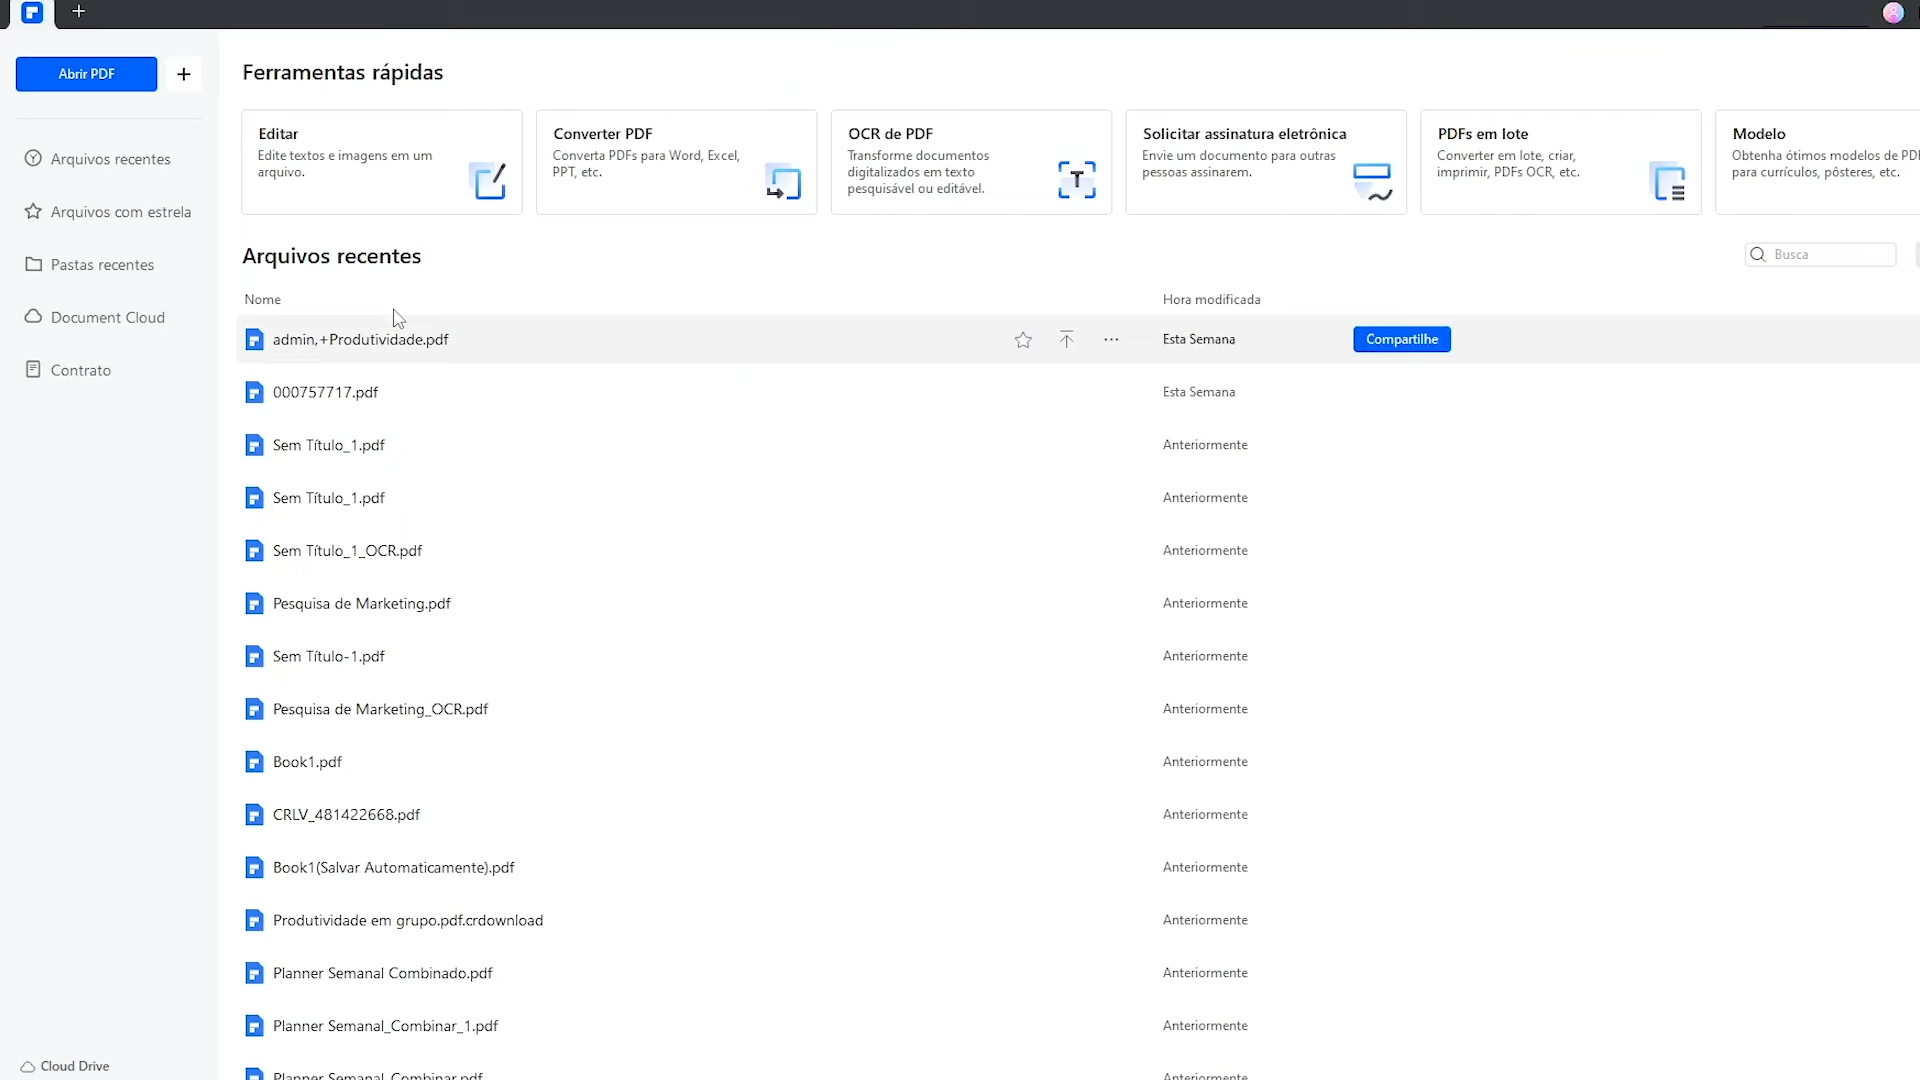 Abrir PDF
Arquivos recentes
Arquivos com estrela
Pastas recentes
Document Cloud
Contrato
Cloud Drive
Ferramentas rápidas
Editar
Edite textos e imagens em um
arquivo.
Converter PDF
Converta PDFs para Word, Excel,
PPT, etc.
OCR de PDF
Transforme documentos
digitalizados em texto
pesquisável ou editável.
Solicitar assinatura eletrônica
Envie um documento para outras
pessoas assinarem.
PDFs em lote
Converter em lote, criar,
imprimir, PDFs OCR, etc.
Modelo
Obtenha ótimos modelos de PDF
para currículos, pôsteres, etc.
Arquivos recentes
Busca
Nome Hora modificada
admin,+Produtividade.pdf Esta Semana Compartilhe
000757717.pdf Esta Semana
Sem Título_1.pdf Anteriormente
Sem Título_1.pdf Anteriormente
Sem Título_1_OCR.pdf Anteriormente
Pesquisa de Marketing.pdf Anteriormente
Sem Título-1.pdf Anteriormente
Pesquisa de Marketing_OCR.pdf Anteriormente
Book1.pdf Anteriormente
CRLV_481422668.pdf Anteriormente
Book1(Salvar Automaticamente).pdf Anteriormente
Produtividade em grupo.pdf.crdownload Anteriormente
Planner Semanal Combinado.pdf Anteriormente
Planner Semanal_Combinar_1.pdf Anteriormente
Planner Semanal_Combinar.pdf Anteriormente